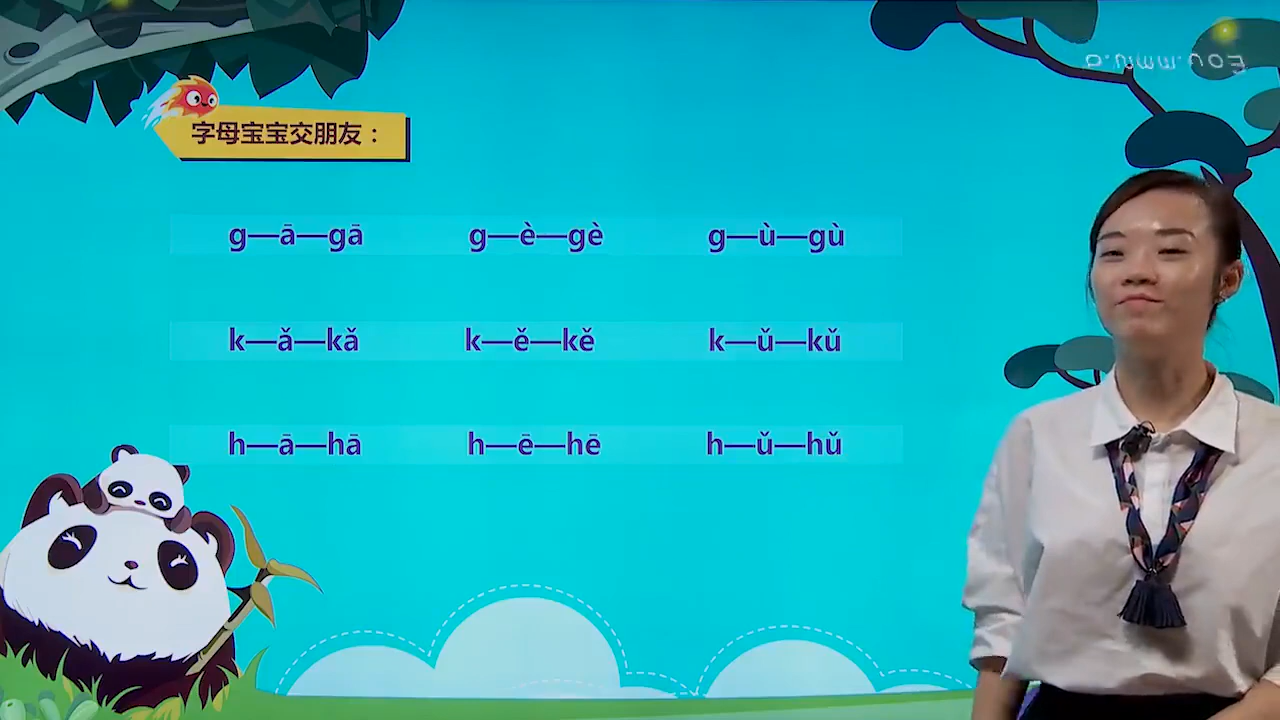 字母宝宝交朋友：
g—ā—gā g—è—gè g—ù—gù
k—ǎ—kǎ k—ě—kě k—ǔ—kǔ
h—ā—hā h—ē—hē h—ǔ—hǔ